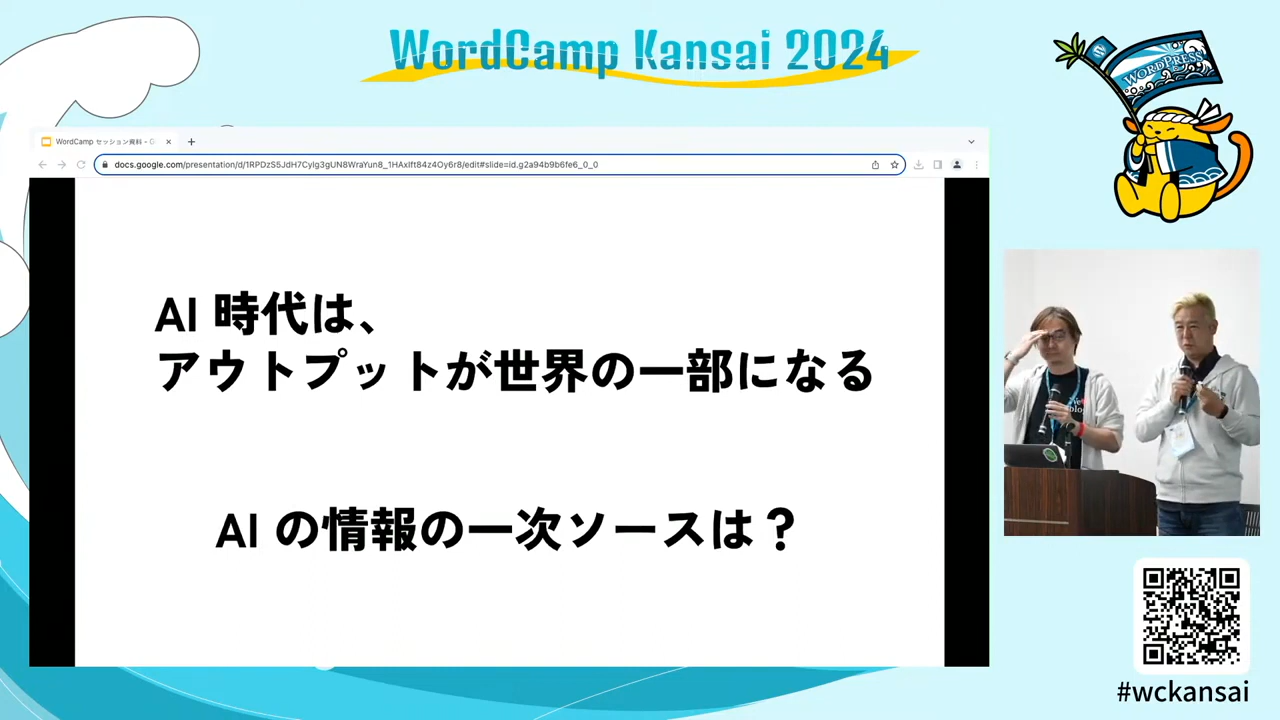 WordCamp Kansai 2024
WORDPRESS
WordCamp セッション資料 - G
docs.google.com/presentation/d/1RPDzS5JdH7Cylg3gUN8WraYun8_1HAxIft84z4Oy6r8/edit#slide=id.g2a94b9b6fe6_0_0
AI 時代は、
アウトプットが世界の一部になる
AI の情報の一次ソースは？
#wckansai